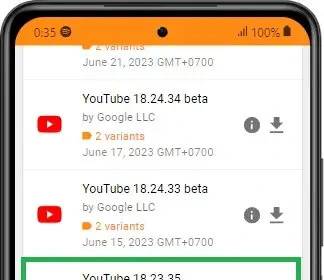 0:35 100%
2 variants
June 21, 2023 GMT+0700
YouTube 18.24.34 beta
by Google LLC
2 variants
June 17, 2023 GMT+0700
YouTube 18.24.33 beta
by Google LLC
2 variants
June 15, 2023 GMT+0700
YouTube 18.23.35